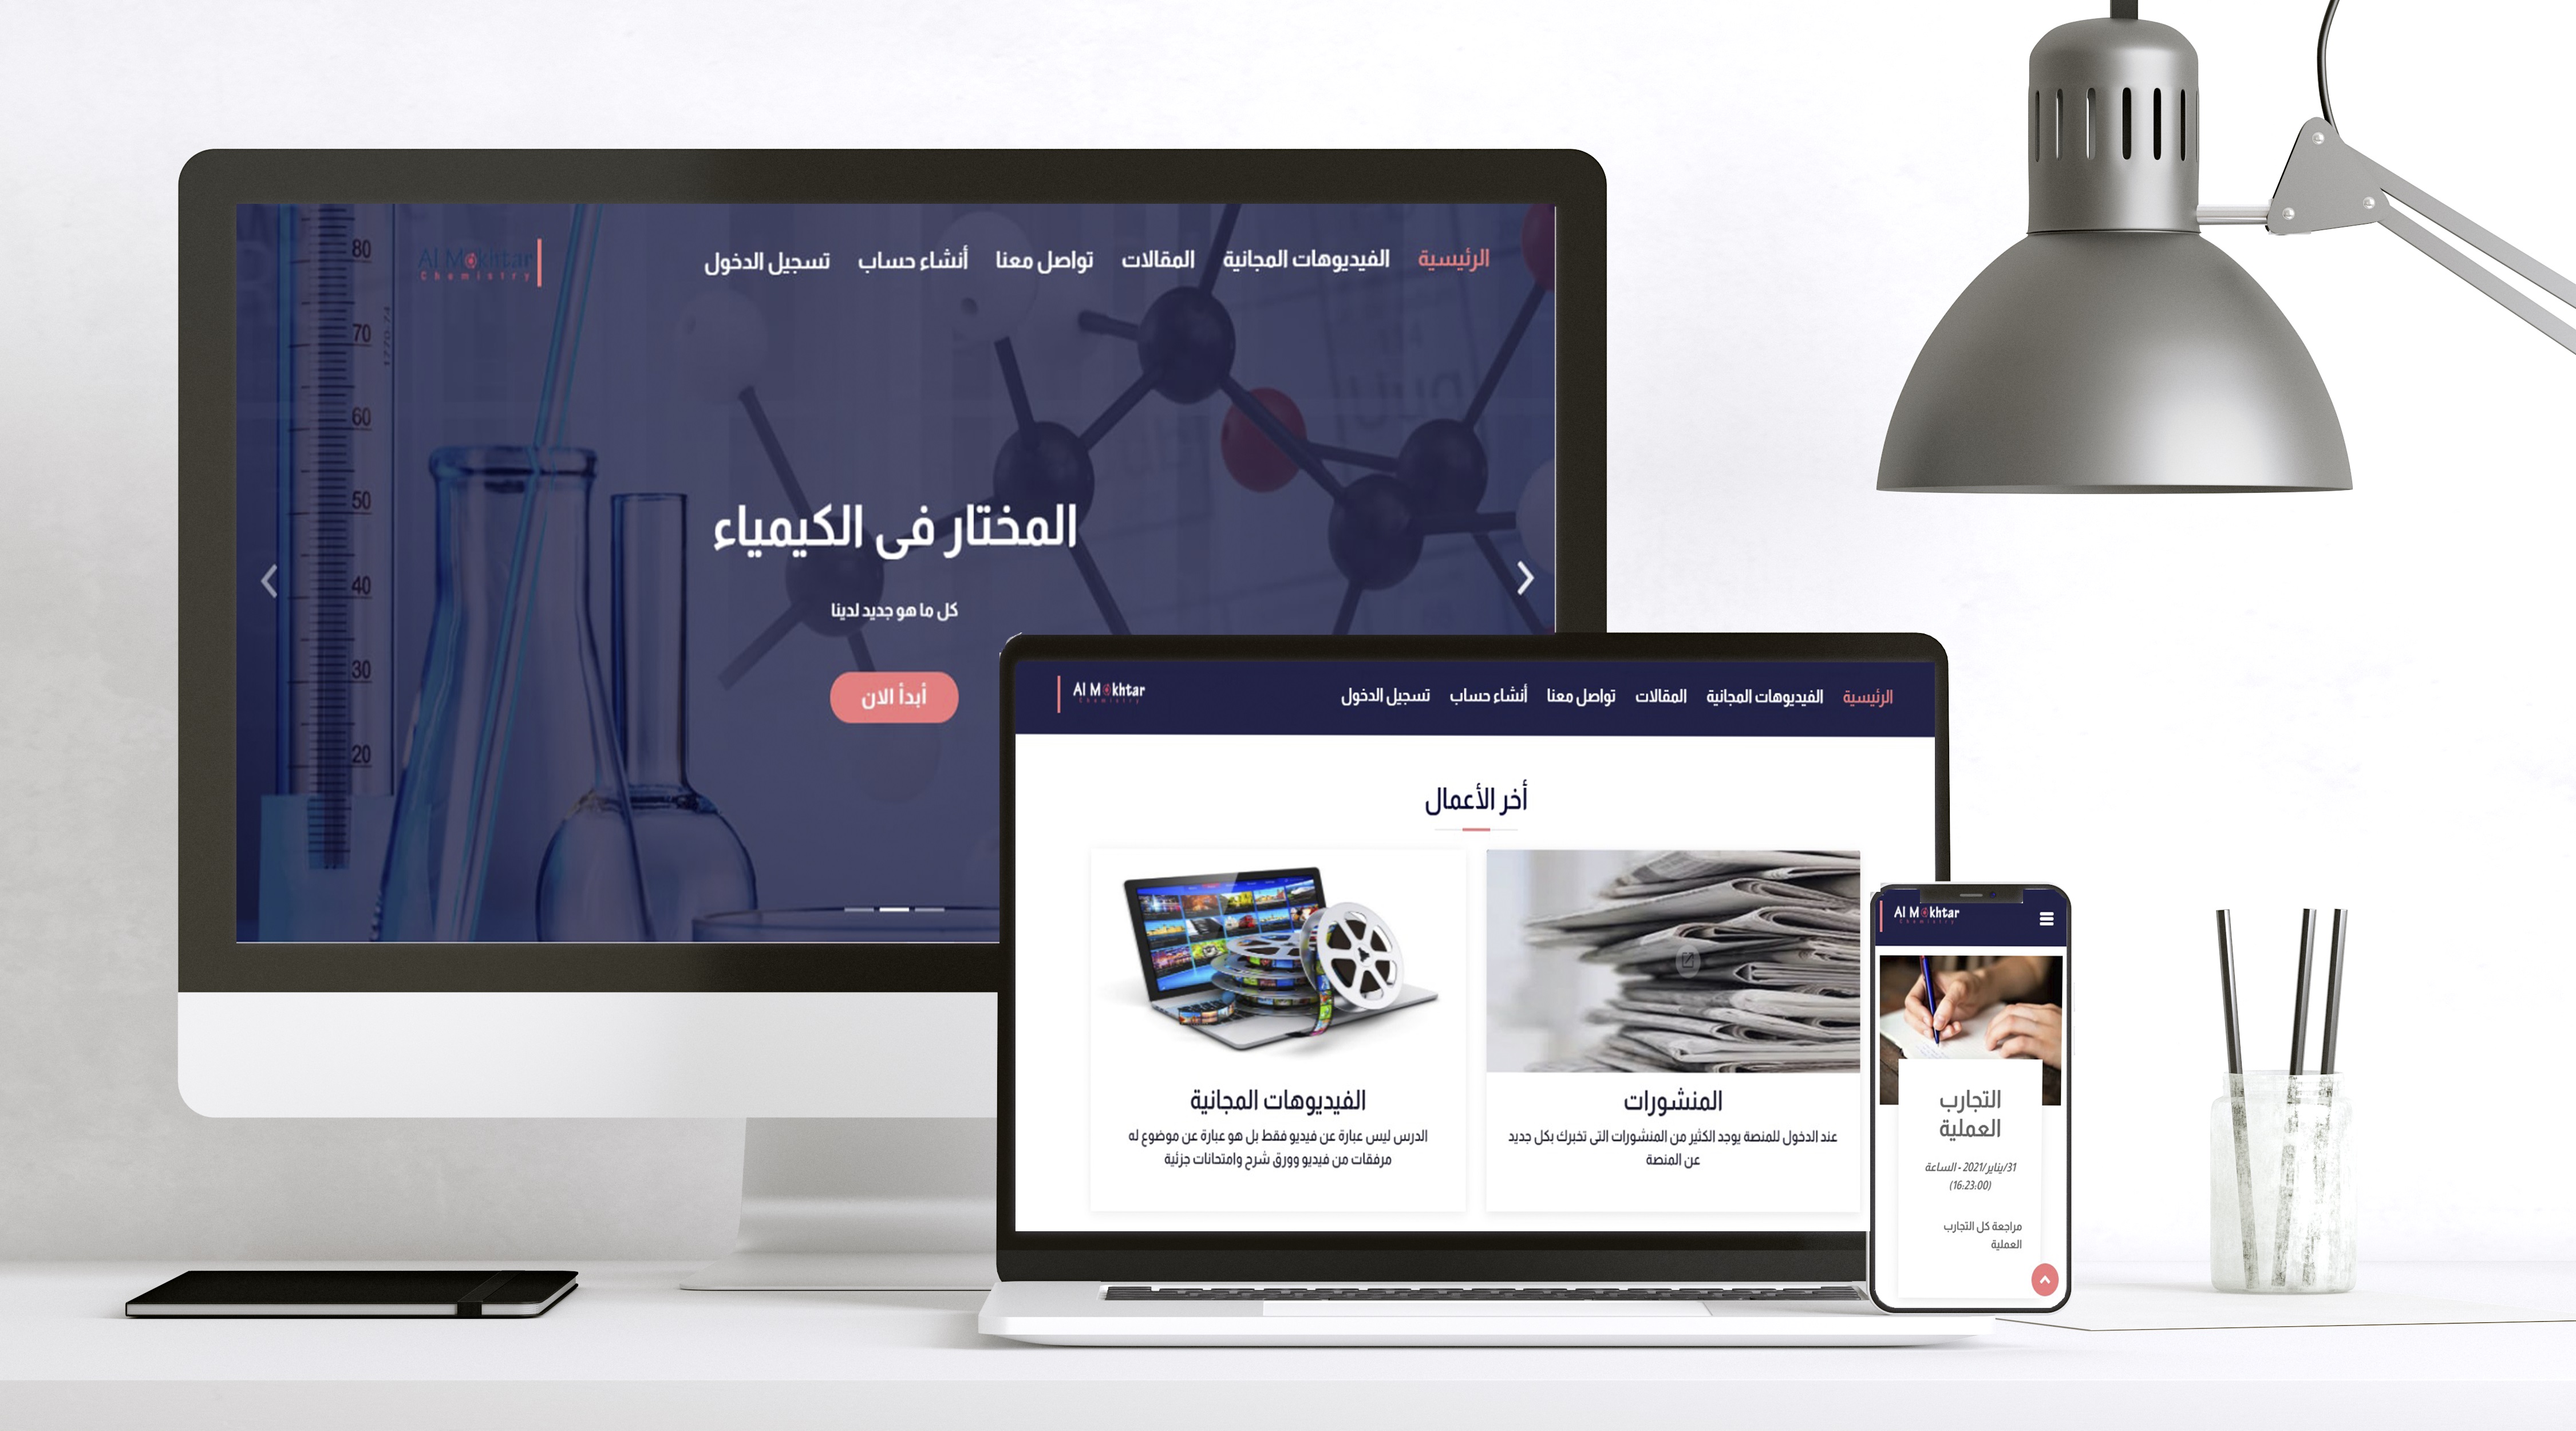 الرئيسية الفيديوهات المجانية المقالات تواصل معنا أنشاء حساب تسجيل الدخول
Al Mokhtar
Chemistry
80
70
60
50
40
30
20
المختار فى الكيمياء
كل ما هو جديد لدينا
أبدأ الان
الرئيسية الفيديوهات المجانية المقالات تواصل معنا أنشاء حساب تسجيل الدخول
Al Mokhtar
Chemistry
أخر الأعمال
المنشورات
عند الدخول للمنصة يوجد الكثير من المنشورات التى تخبرك بكل جديد
عن المنصة
الفيديوهات المجانية
الدرس ليس عبارة عن فيديو فقط بل هو عبارة عن موضوع له
مرفقات من فيديو وورق شرح وامتحانات جزئية
Al Mokhtar
Chemistry
التجارب
العملية
31/يناير/2021 - الساعة
(16:23:00)
مراجعة كل التجارب
العملية